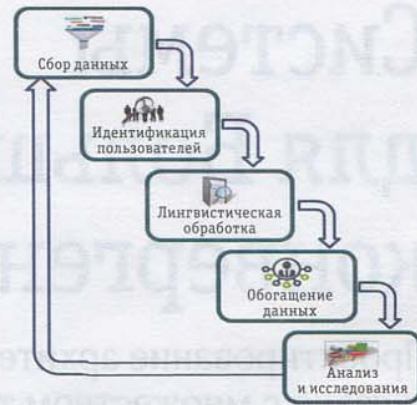 Сбор данных
Идентификация
пользователей
Лингвистическая
обработка
Обогащение
данных
Анализ
и исследования